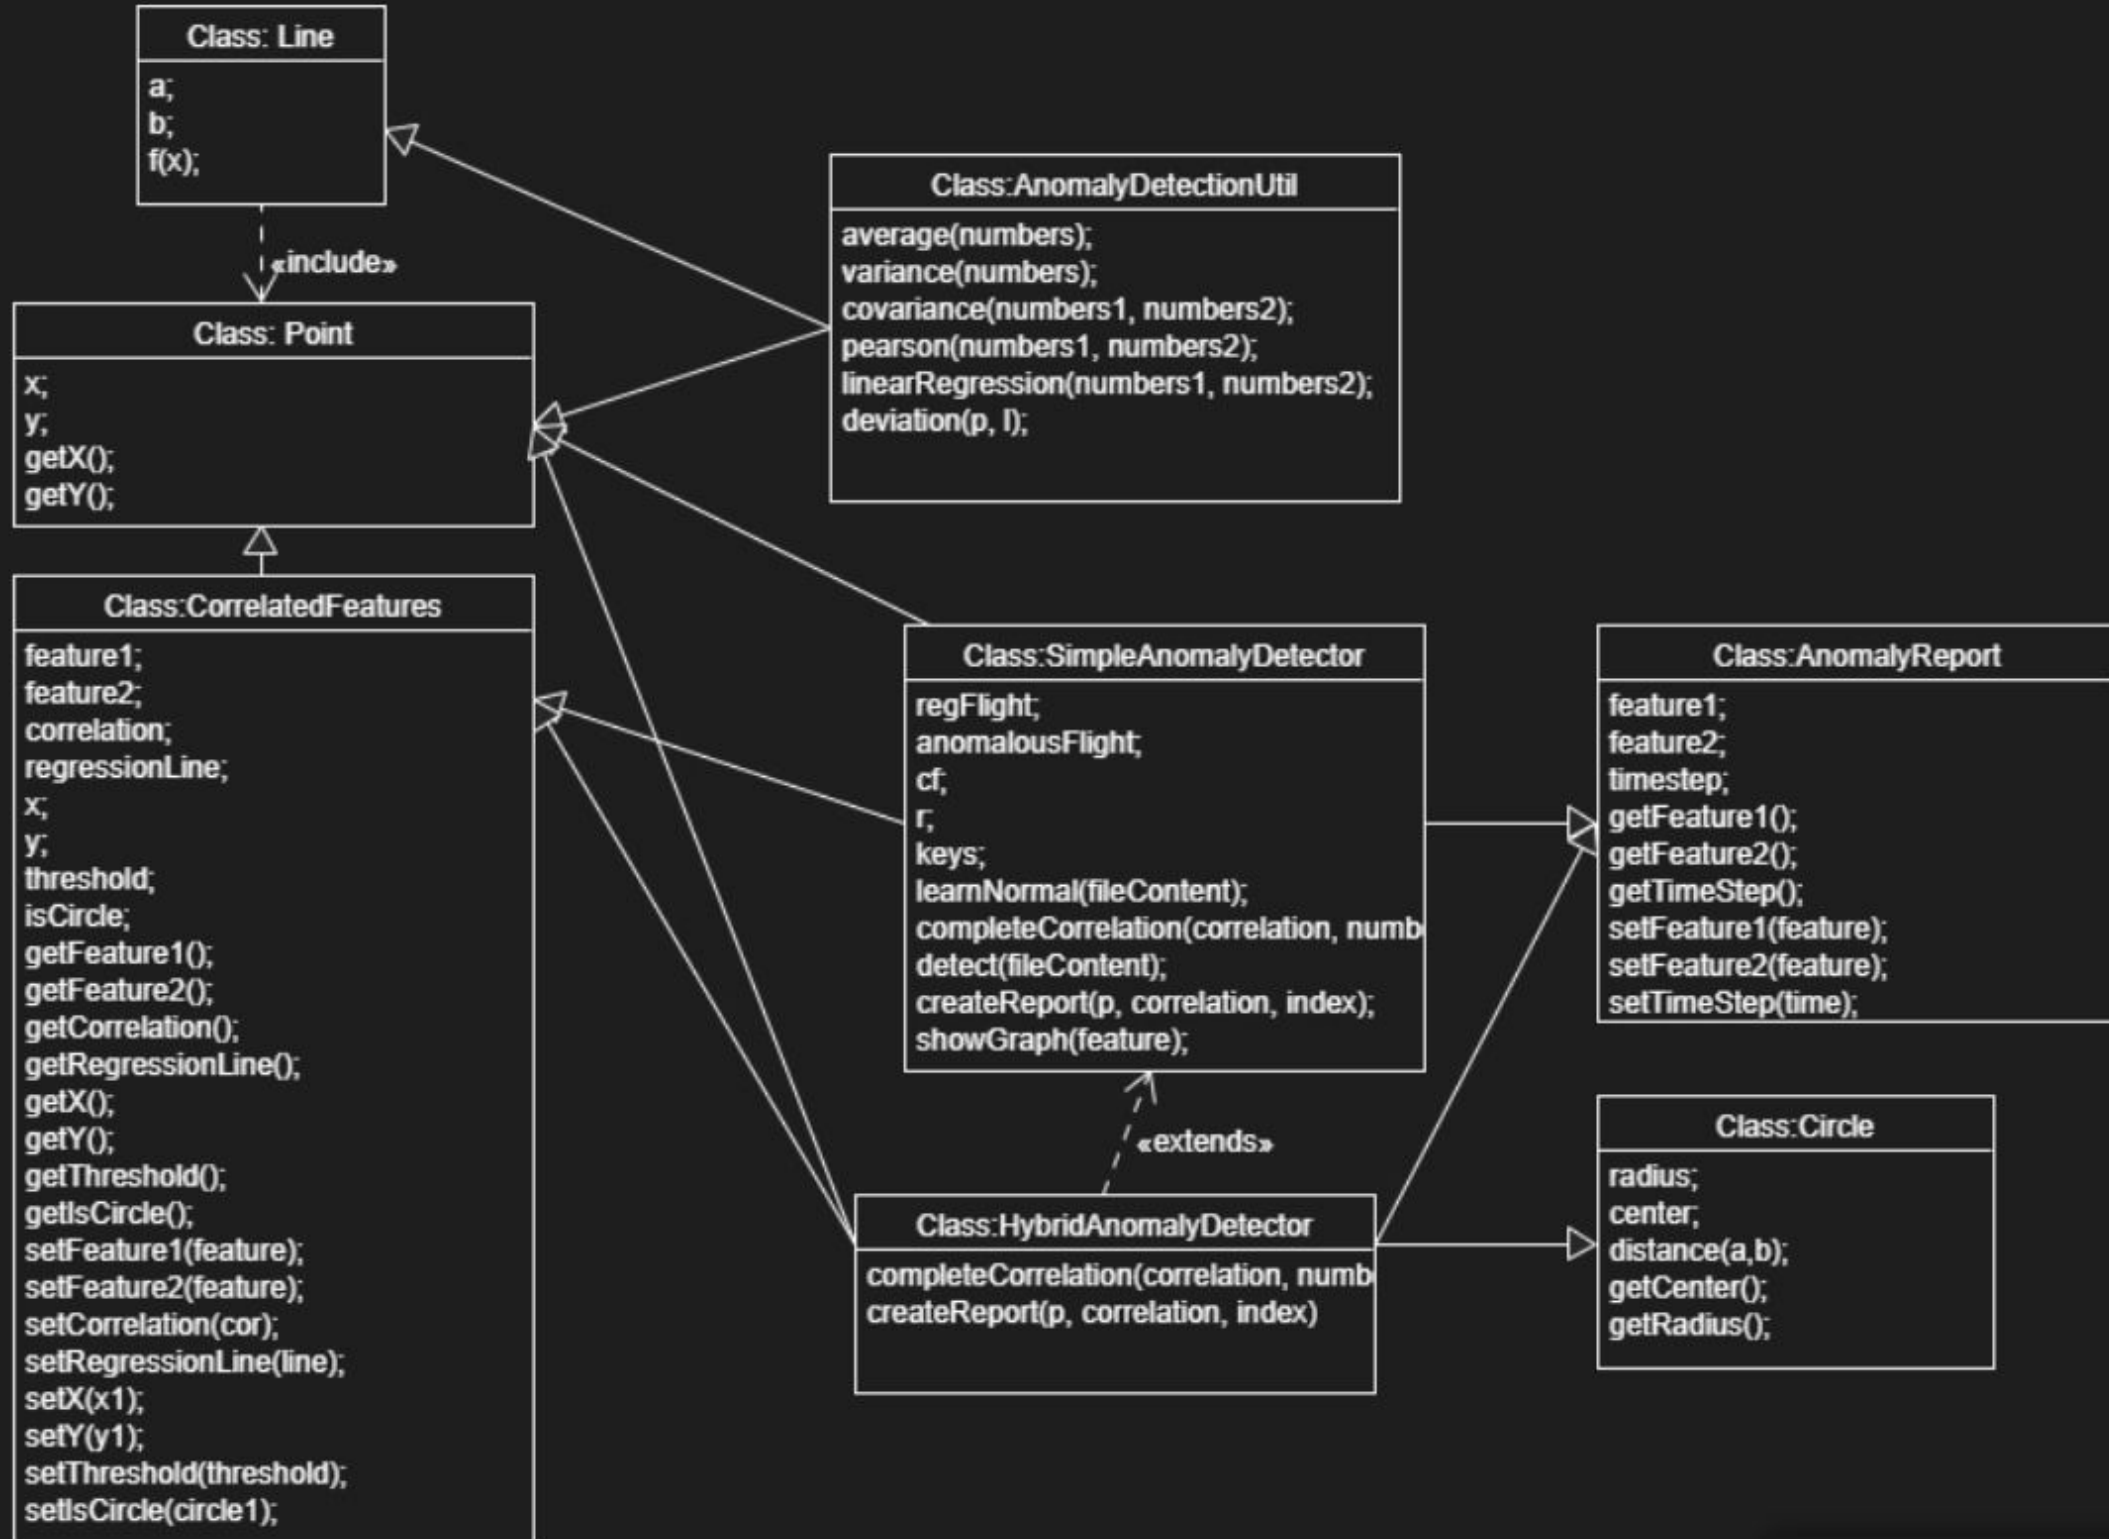 Class: Line
a;
b;
f(x);
«include»
Class: Point
x;
y;
getX();
getY();
Class:AnomalyDetectionUtil
average(numbers);
variance(numbers);
covariance(numbers1, numbers2);
pearson(numbers1, numbers2);
linearRegression(numbers1, numbers2);
deviation(p, l);
Class:CorrelatedFeatures
feature1;
feature2;
correlation;
regressionLine;
x;
y;
threshold;
isCircle;
getFeature1();
getFeature2();
getCorrelation();
getRegressionLine();
getX();
getY();
getThreshold();
getIsCircle();
setFeature1(feature);
setFeature2(feature);
setCorrelation(cor);
setRegressionLine(line);
setX(x1);
setY(y1);
setThreshold(threshold);
setIsCircle(circle1);
Class:SimpleAnomalyDetector
regFlight;
anomalousFlight;
cf;
r;
keys;
learnNormal(fileContent);
completeCorrelation(correlation, numb
detect(fileContent);
createReport(p, correlation, index);
showGraph(feature);
«extends»
Class:HybridAnomalyDetector
completeCorrelation(correlation, numb
createReport(p, correlation, index)
Class:AnomalyReport
feature1;
feature2;
timestep;
getFeature1();
getFeature2();
getTimeStep();
setFeature1(feature);
setFeature2(feature);
setTimeStep(time);
Class:Circle
radius;
center;
distance(a,b);
getCenter();
getRadius();